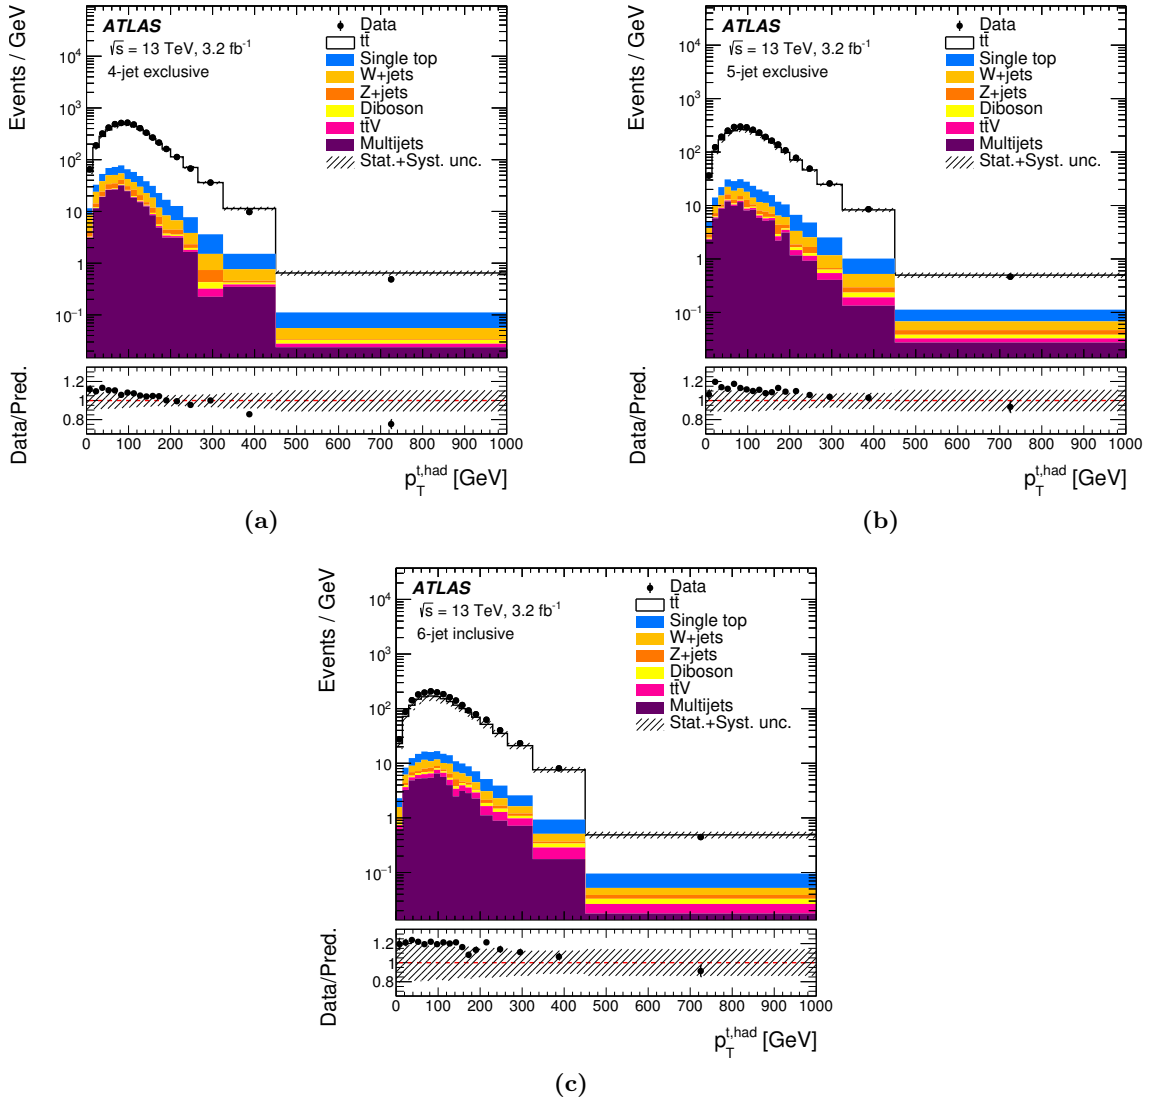 ATLAS
√s = 13 TeV, 3.2 fb⁻¹
4-jet exclusive
Data
tt̄
Single top
W+jets
Z+jets
Diboson
tt̄V
Multijets
Stat.+Syst. unc.
Events / GeV
10⁴
10³
10²
10
1
10⁻¹
Data/Pred.
1.2
1
0.8
0 100 200 300 400 500 600 700 800 900 1000
p_T^{t,had} [GeV]
(a)
ATLAS
√s = 13 TeV, 3.2 fb⁻¹
5-jet exclusive
Data
tt̄
Single top
W+jets
Z+jets
Diboson
tt̄V
Multijets
Stat.+Syst. unc.
Events / GeV
10⁴
10³
10²
10
1
10⁻¹
Data/Pred.
1.2
1
0.8
0 100 200 300 400 500 600 700 800 900 1000
p_T^{t,had} [GeV]
(b)
ATLAS
√s = 13 TeV, 3.2 fb⁻¹
6-jet inclusive
Data
tt̄
Single top
W+jets
Z+jets
Diboson
tt̄V
Multijets
Stat.+Syst. unc.
Events / GeV
10⁴
10³
10²
10
1
10⁻¹
Data/Pred.
1.2
1
0.8
0 100 200 300 400 500 600 700 800 900 1000
p_T^{t,had} [GeV]
(c)